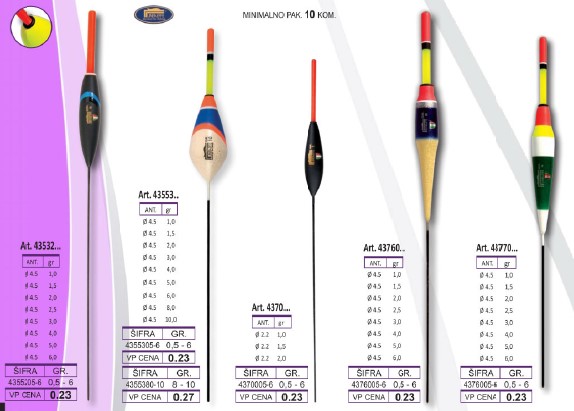 MINIMALNO PAK. 10 KOM.
Art. 43532...
ANT. gr
Ø 4.5 1,0
Ø 4.5 1,5
Ø 4.5 2,0
Ø 4.5 2,5
Ø 4.5 3,0
Ø 4.5 4,0
Ø 4.5 5,0
Ø 4.5 6,0
ŠIFRA GR.
4355205-6 0,5 - 6
VP CENA 0.23
Art. 43553...
ANT. gr
Ø 4.5 1,0
Ø 4.5 1,5
Ø 4.5 2,0
Ø 4.5 3,0
Ø 4.5 4,0
Ø 4.5 5,0
Ø 4.5 6,0
Ø 4.5 8,0
Ø 4.5 10,0
ŠIFRA GR.
4355305-6 0,5 - 6
VP CENA 0.23
4355380-10 8 - 10
VP CENA 0.27
Art. 4370....
ANT. gr
Ø 2.2 1,0
Ø 2.2 1,5
Ø 2.2 2,0
ŠIFRA GR.
4370005-6 0,5 - 6
VP CENA 0.23
Art. 43760...
ANT. gr
Ø 4.5 1,0
Ø 4.5 1,5
Ø 4.5 2,0
Ø 4.5 2,5
Ø 4.5 3,0
Ø 4.5 4,0
Ø 4.5 5,0
Ø 4.5 6,0
ŠIFRA GR.
4376005-6 0,5 - 6
VP CENA 0.23
ANT. gr
Ø 4.5 1,0
Ø 4.5 1,5
Ø 4.5 2,0
Ø 4.5 2,5
Ø 4.5 3,0
Ø 4.5 4,0
Ø 4.5 5,0
Ø 4.5 6,0
ŠIFRA GR.
4376005-6 0,5 - 6
VP CENA 0.23